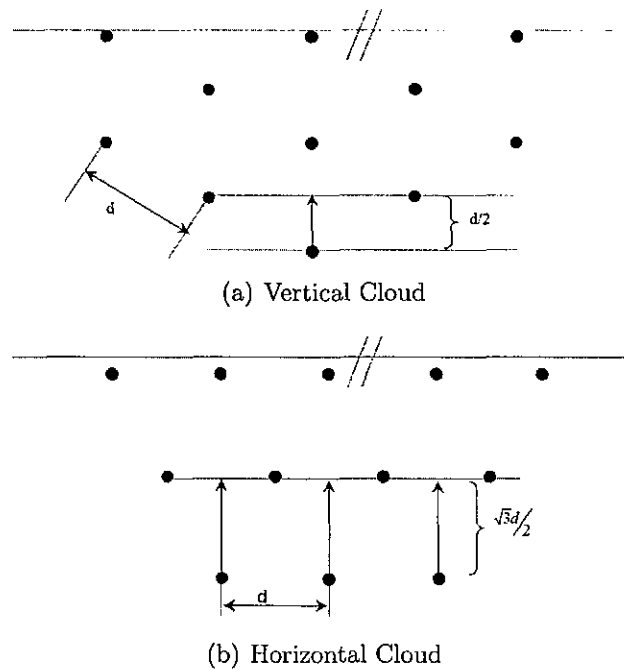 d
d/2
(a) Vertical Cloud
√3d/2
d
(b) Horizontal Cloud